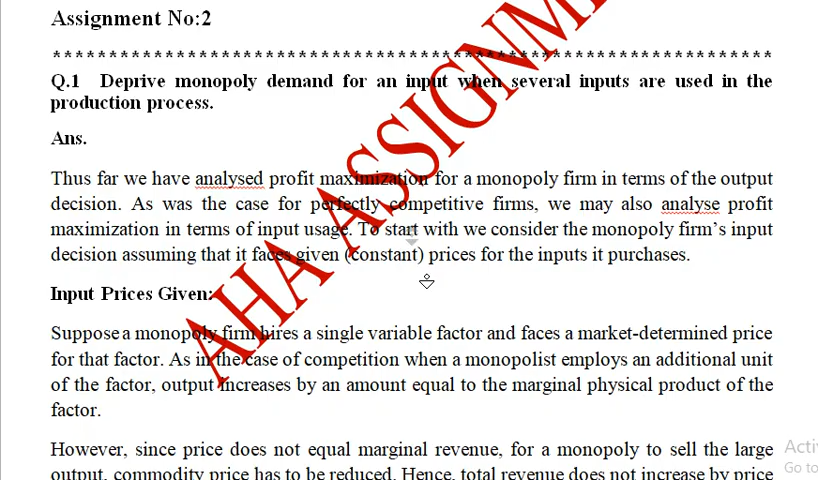 Assignment No:2
******************************************************************
Q.1 Deprive monopoly demand for an input when several inputs are used in the
production process.
Ans.
Thus far we have analysed profit maximization for a monopoly firm in terms of the output
decision. As was the case for perfectly competitive firms, we may also analyse profit
maximization in terms of input usage. To start with we consider the monopoly firm's input
decision assuming that it faces given (constant) prices for the inputs it purchases.
Input Prices Given:
Suppose a monopoly firm hires a single variable factor and faces a market-determined price
for that factor. As in the case of competition when a monopolist employs an additional unit
of the factor, output increases by an amount equal to the marginal physical product of the
factor.
However, since price does not equal marginal revenue, for a monopoly to sell the large
output, commodity price has to be reduced. Hence, total revenue does not increase by price
AHA ASSIGNM
Acti
Go to